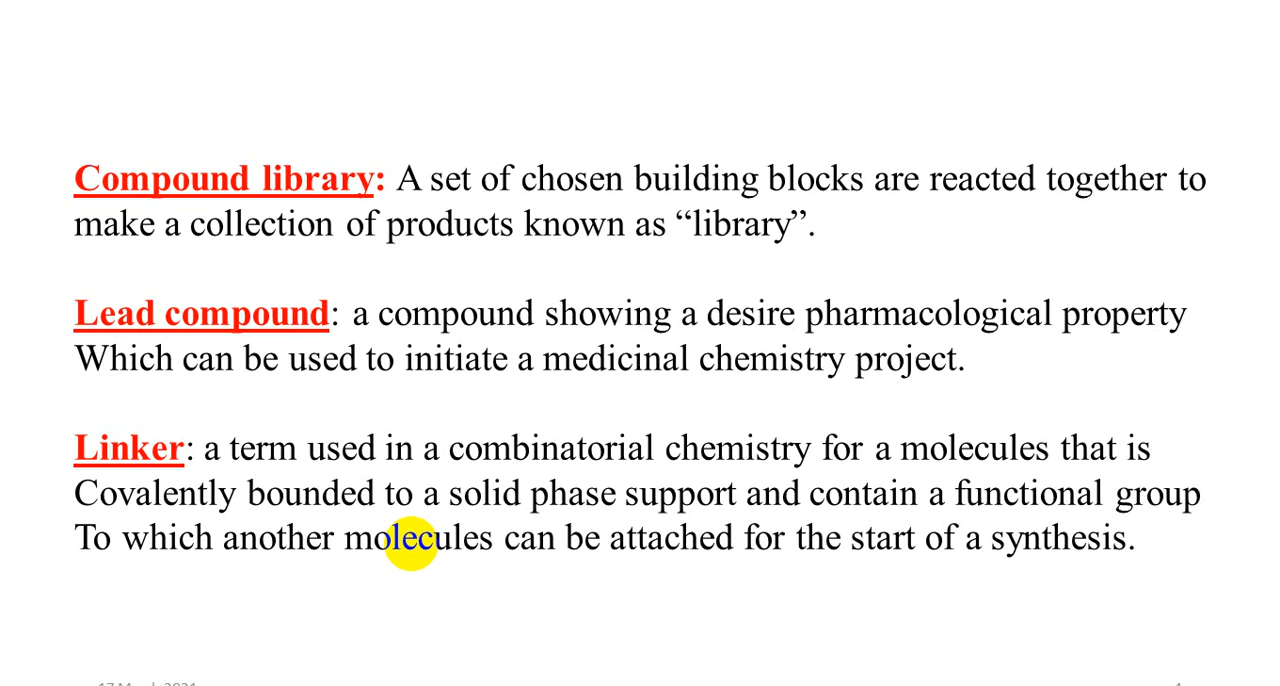 Compound library: A set of chosen building blocks are reacted together to
make a collection of products known as “library”.
Lead compound: a compound showing a desire pharmacological property
Which can be used to initiate a medicinal chemistry project.
Linker: a term used in a combinatorial chemistry for a molecules that is
Covalently bounded to a solid phase support and contain a functional group
To which another molecules can be attached for the start of a synthesis.